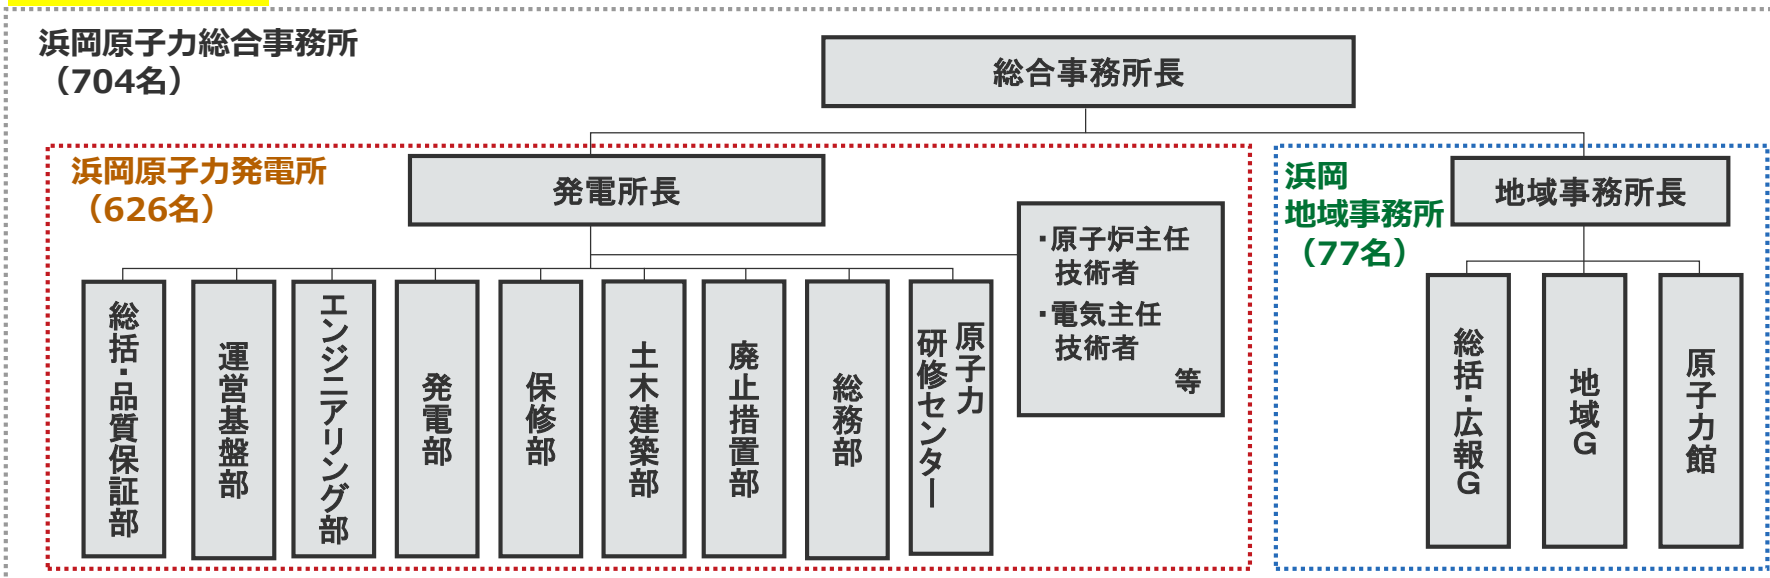 浜岡原子力総合事務所
（704名）
総合事務所長
浜岡原子力発電所
（626名）
発電所長
・原子炉主任
技術者
・電気主任
技術者
等
総括・品質保証部
運営基盤部
エンジニアリング部
発電部
保修部
土木建築部
廃止措置部
総務部
原子力
研修センター
浜岡
地域事務所
（77名）
地域事務所長
総括・広報G
地域G
原子力館